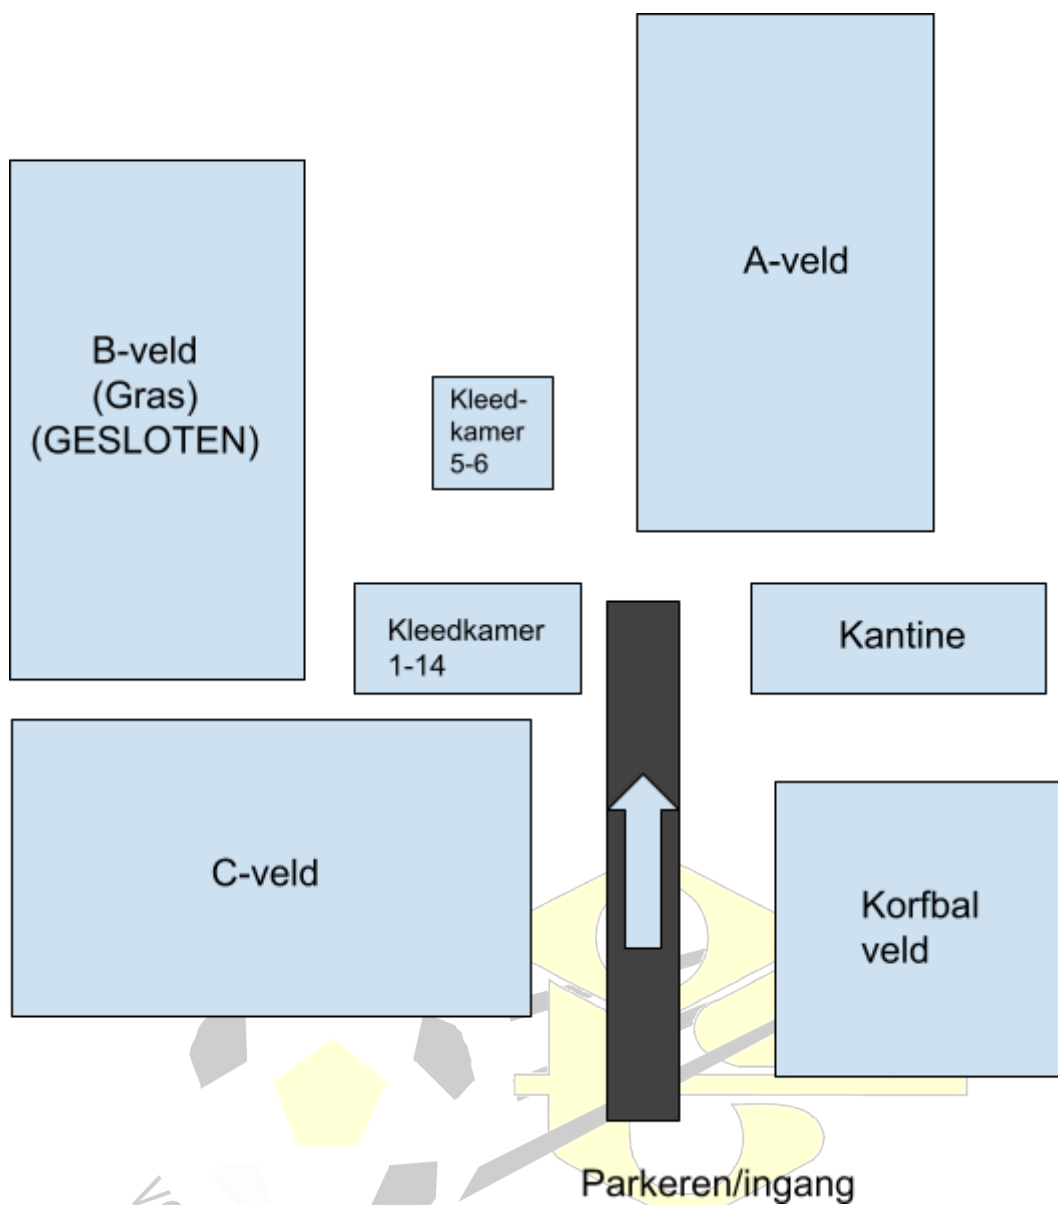 A-veld
B-veld
(Gras)
(GESLOTEN)
Kleed-
kamer
5-6
Kleedkamer
1-14
Kantine
C-veld
Korfbal
veld
Parkeren/ingang